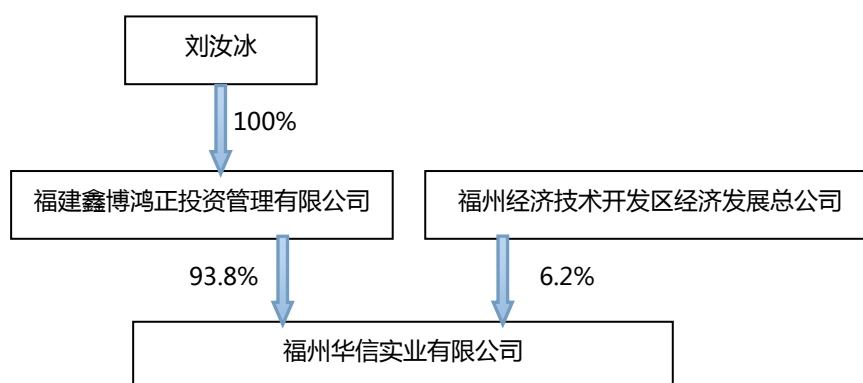 刘汝冰
100%
福建鑫博鸿正投资管理有限公司
福州经济技术开发区经济发展总公司
93.8%
6.2%
福州华信实业有限公司